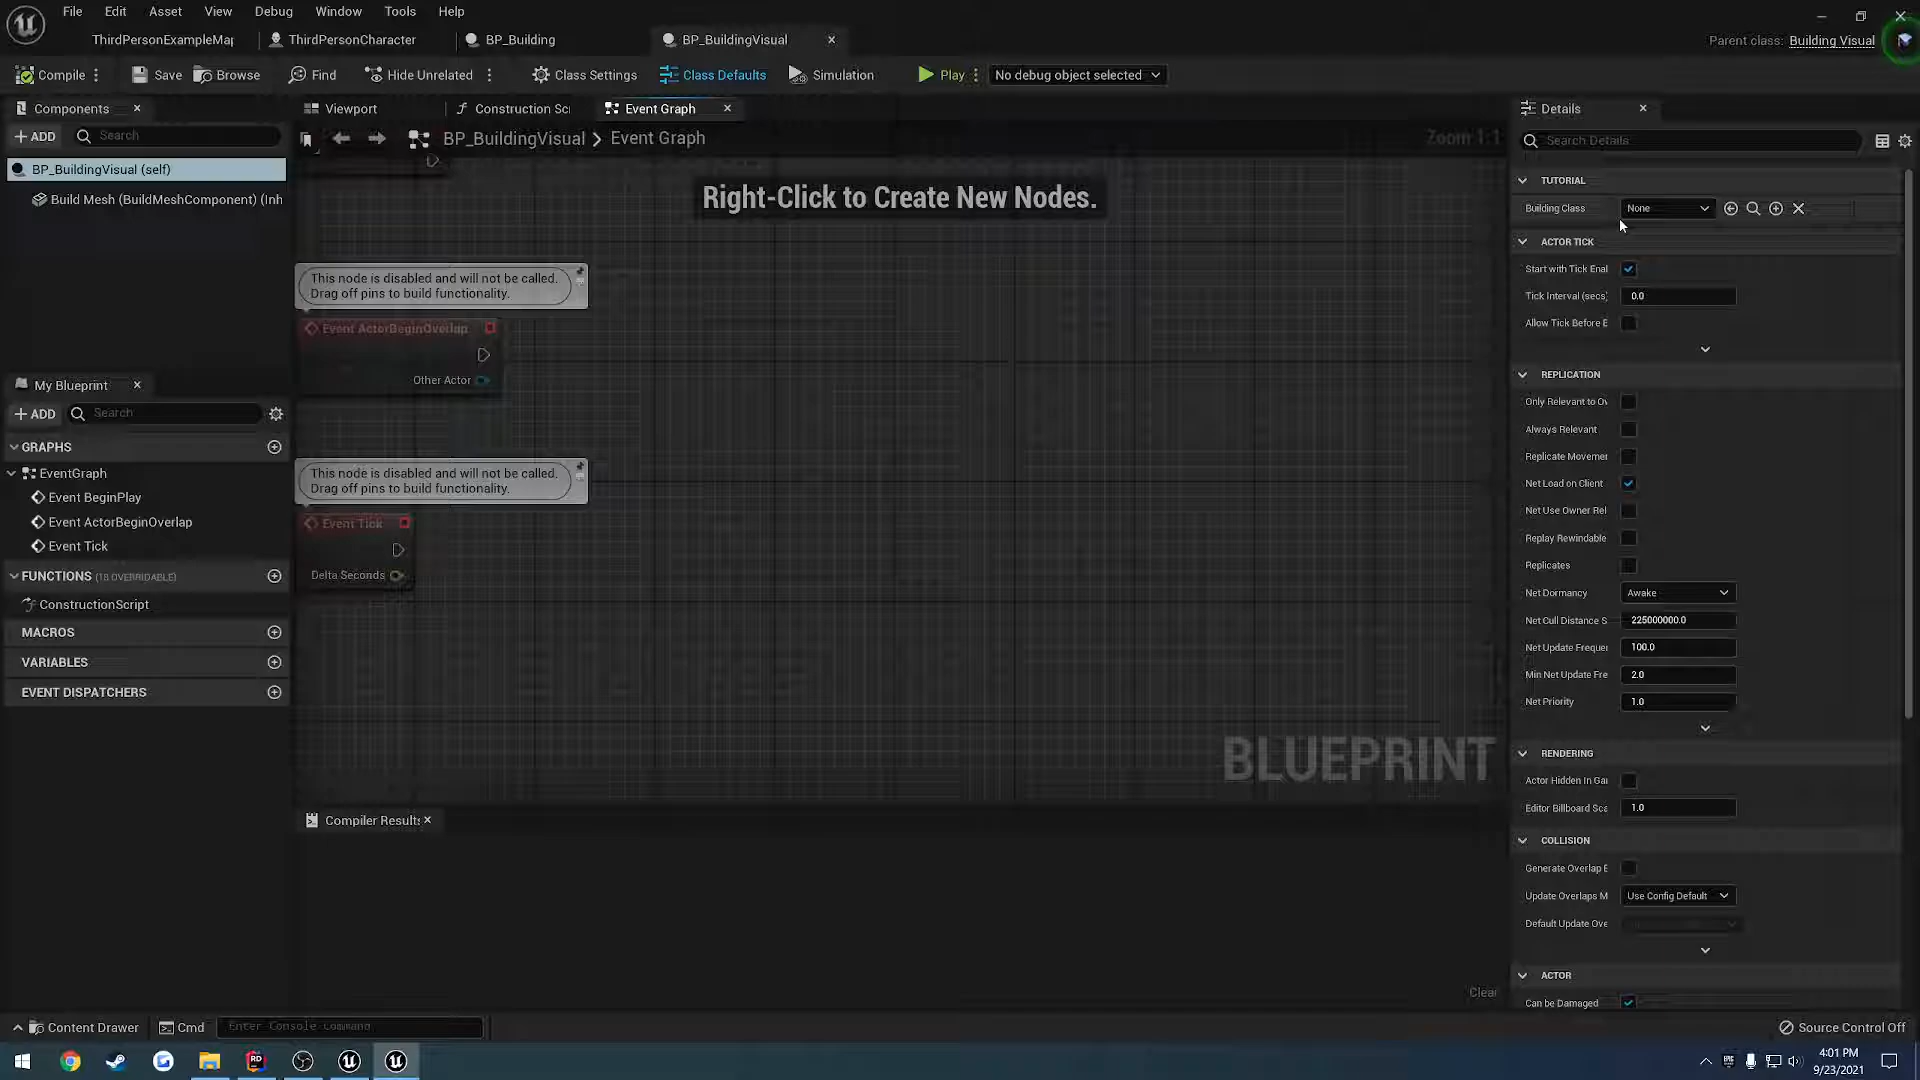 File Edit Asset View Debug Window Tools Help
ThirdPersonExampleMap ThirdPersonCharacter BP_Building BP_BuildingVisual
Parent class: Building Visual
Compile Save Browse Find Hide Unrelated Class Settings Class Defaults Simulation Play No debug object selected
Components
+ ADD Search
BP_BuildingVisual (self)
Build Mesh (BuildMeshComponent) (Inh
My Blueprint
+ ADD Search
GRAPHS
EventGraph
Event BeginPlay
Event ActorBeginOverlap
Event Tick
FUNCTIONS (18 OVERRIDABLE)
ConstructionScript
MACROS
VARIABLES
EVENT DISPATCHERS
Viewport Construction Scr Event Graph
BP_BuildingVisual > Event Graph
Zoom 1:1
Right-Click to Create New Nodes.
This node is disabled and will not be called.
Drag off pins to build functionality.
Event ActorBeginOverlap
Other Actor
This node is disabled and will not be called.
Drag off pins to build functionality.
Event Tick
Delta Seconds
BLUEPRINT
Compiler Results
Clear
Details
Search Details
TUTORIAL
Building Class None
ACTOR TICK
Start with Tick Enal
Tick Interval (secs) 0.0
Allow Tick Before B
REPLICATION
Only Relevant to Ov
Always Relevant
Replicate Movemer
Net Load on Client
Net Use Owner Rel
Replay Rewindable
Replicates
Net Dormancy Awake
Net Cull Distance S 225000000.0
Net Update Frequer 100.0
Min Net Update Fre 2.0
Net Priority 1.0
RENDERING
Actor Hidden In Gar
Editor Billboard Sca 1.0
COLLISION
Generate Overlap E
Update Overlaps M Use Config Default
Default Update Ove
ACTOR
Can be Damaged
Content Drawer Cmd Enter Console Command
Source Control Off
4:01 PM
9/23/2021